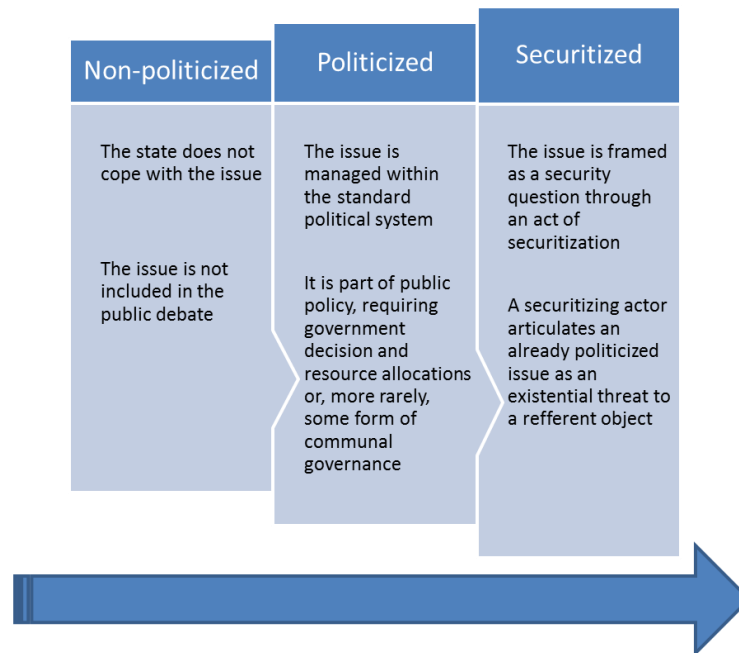 Non-politicized
The state does not
cope with the issue
The issue is not
included in the
public debate
Politicized
The issue is
managed within
the standard
political system
It is part of public
policy, requiring
government
decision and
resource allocations
or, more rarely,
some form of
communal
governance
Securitized
The issue is framed
as a security
question through
an act of
securitization
A securitizing actor
articulates an
already politicized
issue as an
existential threat to
a refferent object